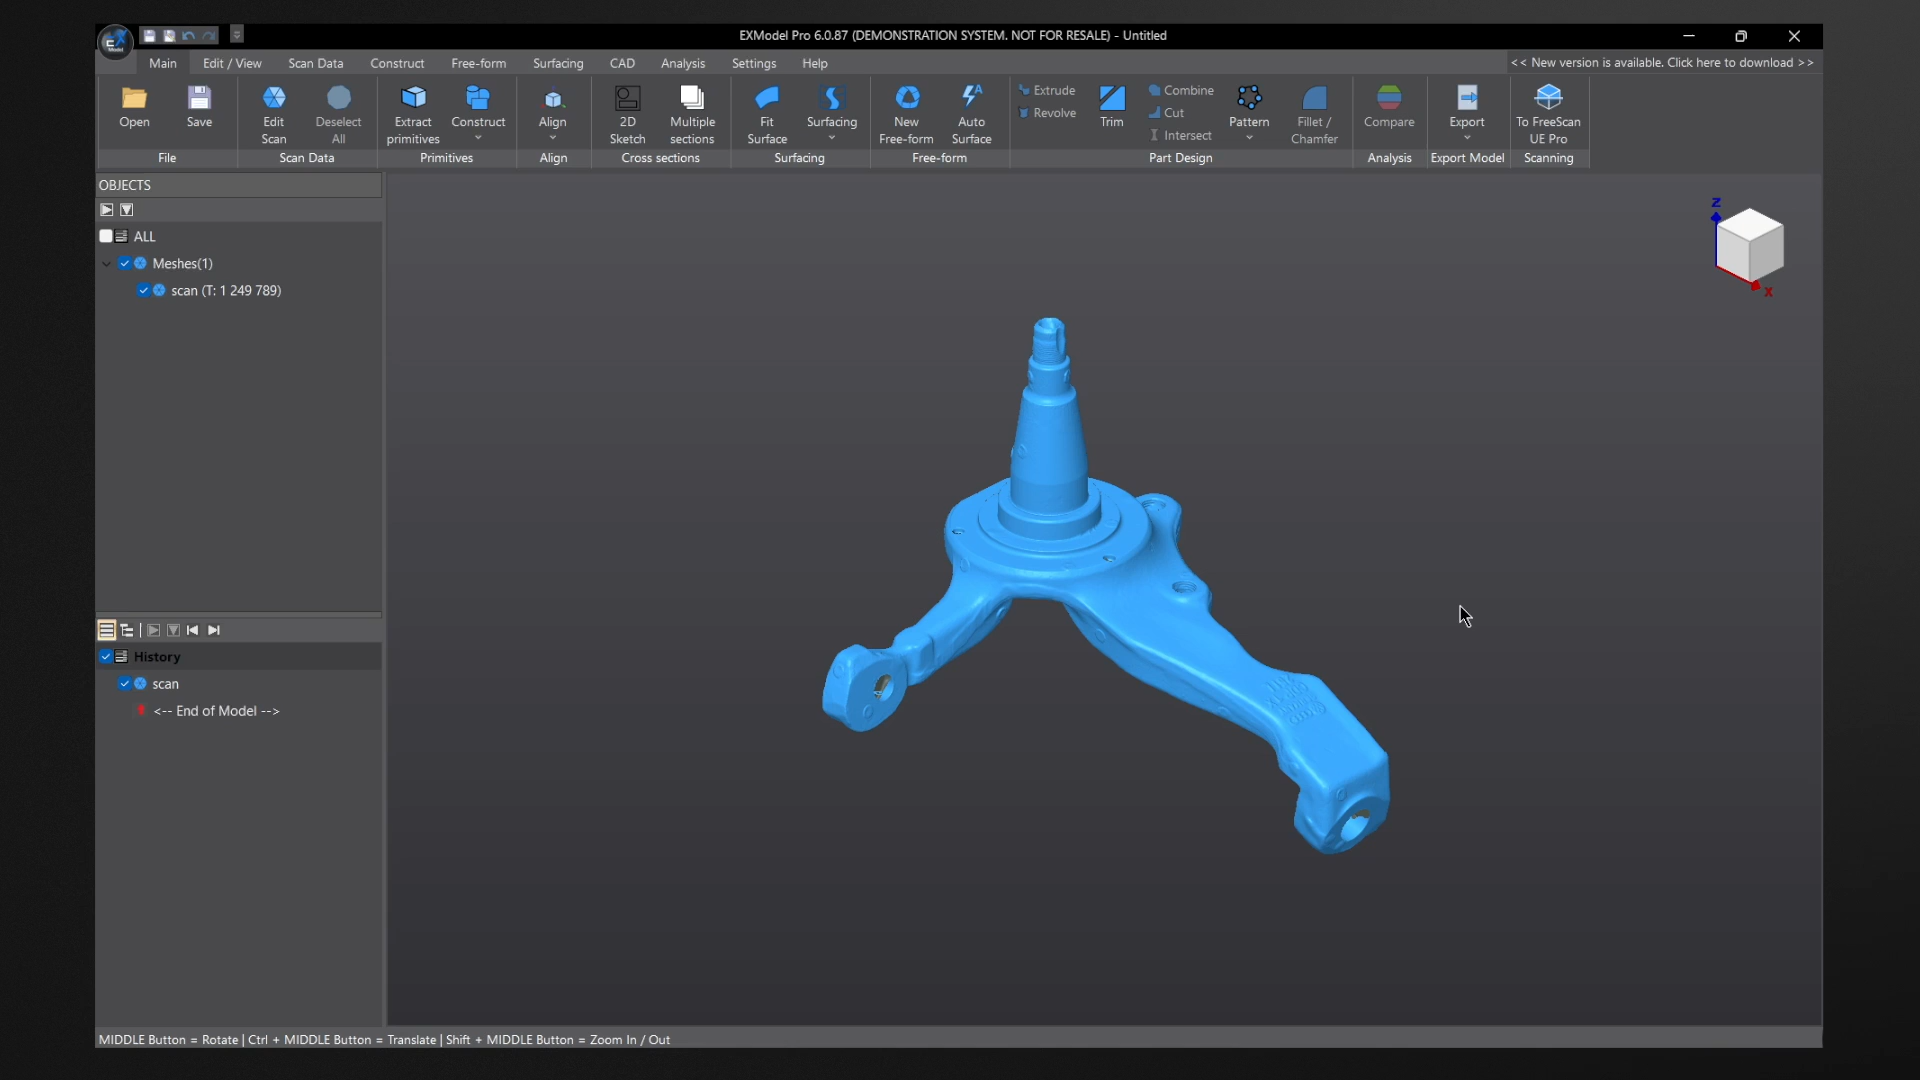 EXModel Pro 6.0.87 (DEMONSTRATION SYSTEM. NOT FOR RESALE) - Untitled
Main Edit / View Scan Data Construct Free-form Surfacing CAD Analysis Settings Help << New version is available. Click here to download >>
Open Save Edit Scan Deselect All Extract primitives Construct Align 2D Sketch Multiple sections Fit Surface Surfacing New Free-form Auto Surface Extrude Revolve Trim Combine Cut Intersect Pattern Fillet / Chamfer Compare Export To FreeScan UE Pro
File Scan Data Primitives Align Cross sections Surfacing Free-form Part Design Analysis Export Model Scanning
OBJECTS
ALL
Meshes(1)
scan (T: 1 249 789)
Z
X
History
scan
<-- End of Model -->
MIDDLE Button = Rotate | Ctrl + MIDDLE Button = Translate | Shift + MIDDLE Button = Zoom In / Out